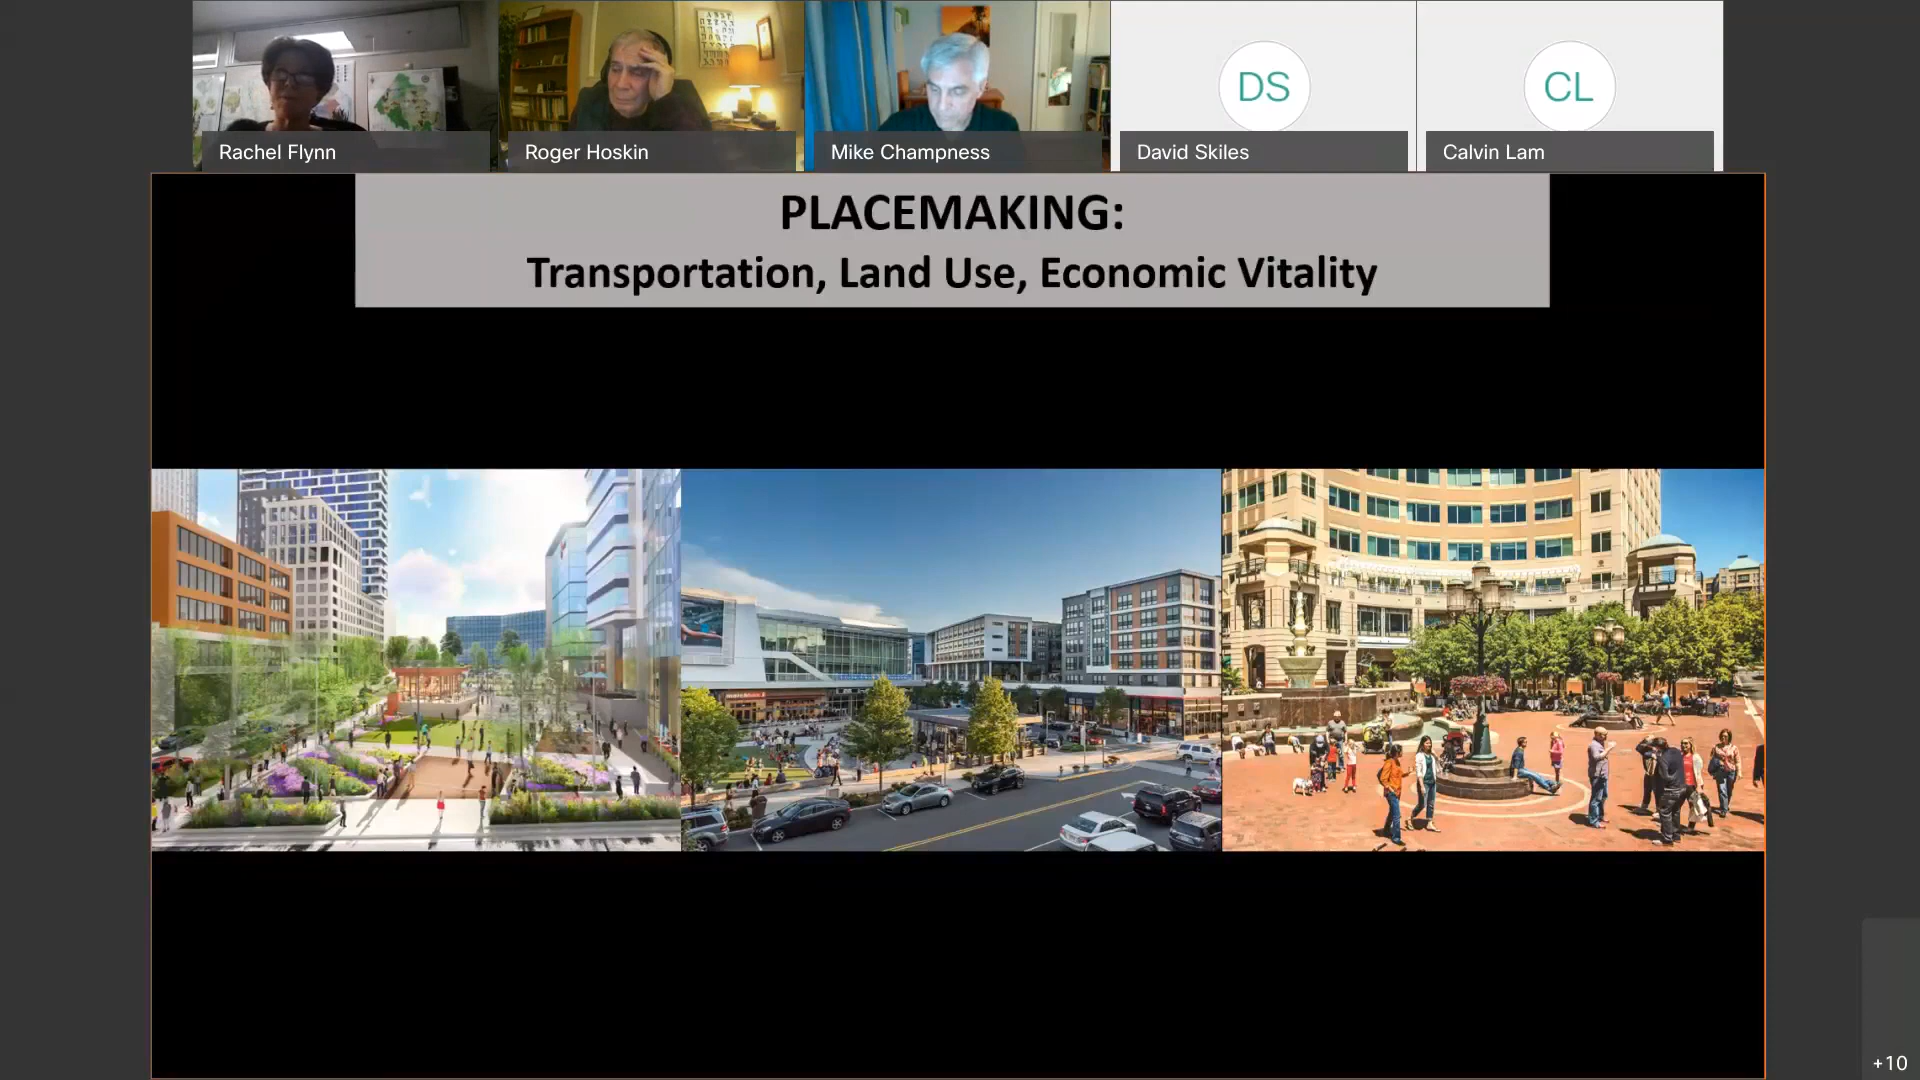 DS
CL
Rachel Flynn
Roger Hoskin
Mike Champness
David Skiles
Calvin Lam
PLACEMAKING:
Transportation, Land Use, Economic Vitality
+10